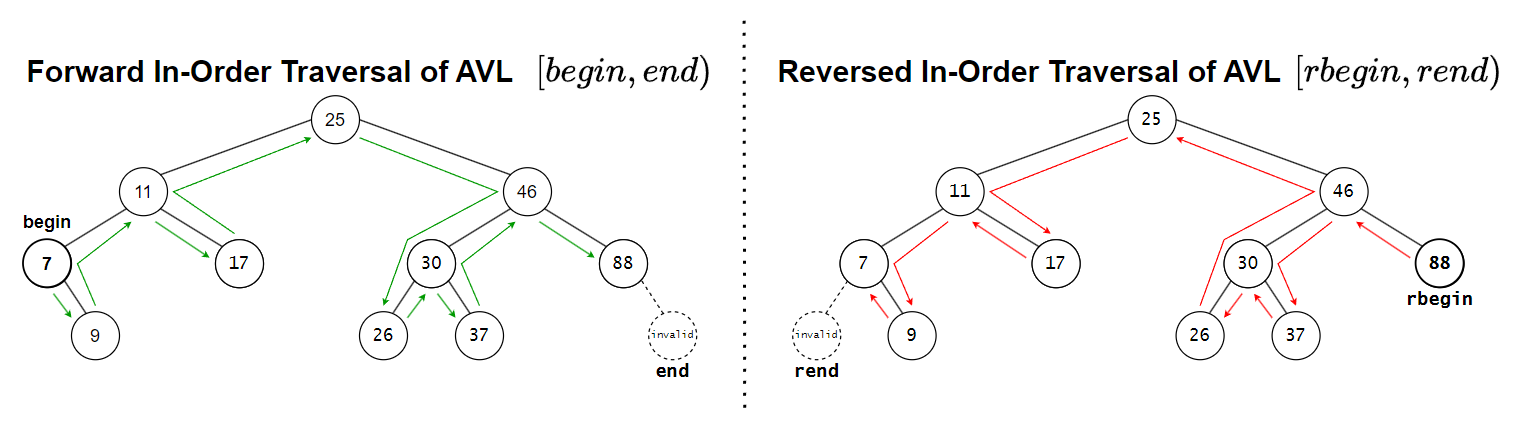 Forward In-Order Traversal of AVL [begin, end)
25
11
46
begin
7
17
30
88
9
26
37
invalid
end
Reversed In-Order Traversal of AVL [rbegin, rend)
25
11
46
7
17
30
88
rbegin
invalid
9
26
37
rend